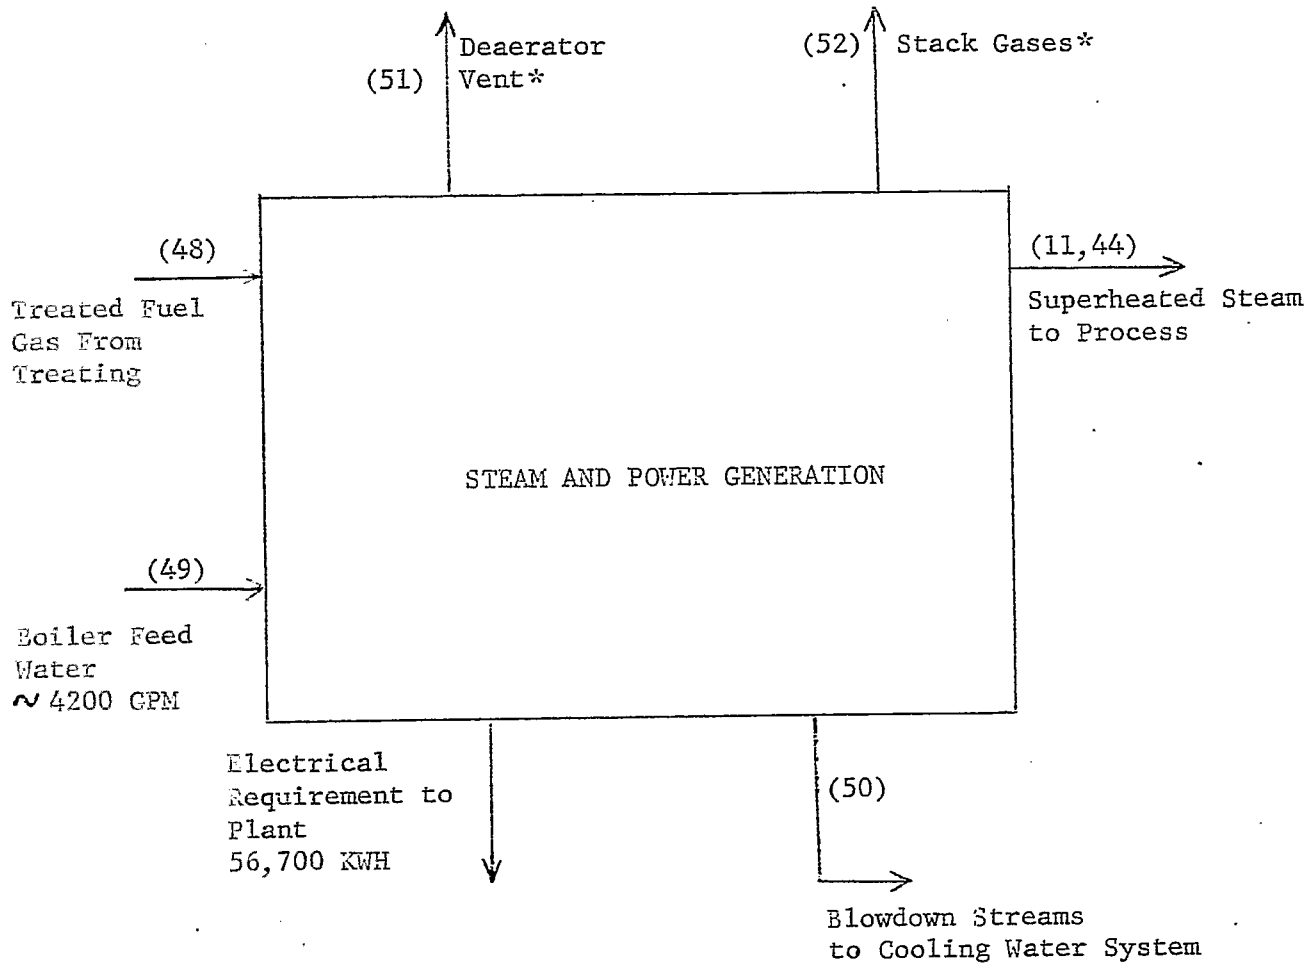 Deaerator
Vent*
(51)
(52)
Stack Gases*
(48)
Treated Fuel
Gas From
Treating
(11,44)
Superheated Steam
to Process
STEAM AND POWER GENERATION
(49)
Boiler Feed
Water
~ 4200 GPM
Electrical
Requirement to
Plant
56,700 KWH
(50)
Blowdown Streams
to Cooling Water System